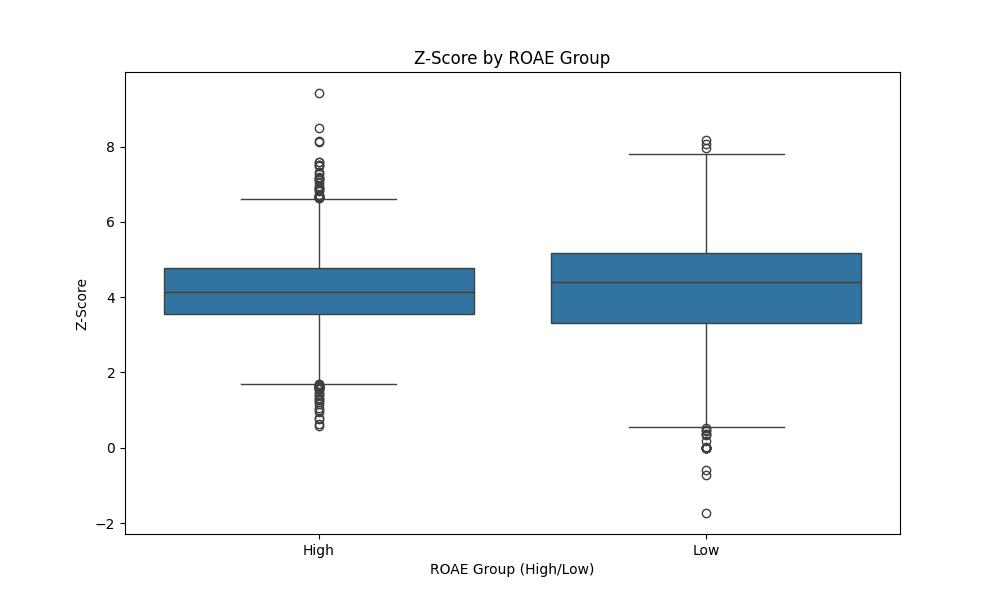 Z-Score by ROAE Group
Z-Score
8
6
4
2
0
−2
High
Low
ROAE Group (High/Low)